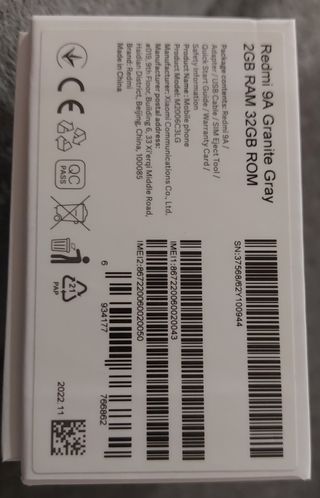 Redmi 9A Granite Gray
2GB RAM 32GB ROM
Package contents: Redmi 9A /
Adapter / USB Cable / SIM Eject Tool /
Quick Start Guide / Warranty Card /
Safety Information
Product Name: Mobile phone
Product Model: M2006C3LG
Manufacturer: Xiaomi Communications Co., Ltd.
Manufacturer postal address:
#019, 9th Floor, Building 6, 33 Xi'erqi Middle Road,
Haidian District, Beijing, China, 100085
Brand: Redmi
Made in China
SN:37568/62Y100944
IMEI1:867220060020043
IMEI2:867220060020050
6 934177 766862
CE
QC
PASS
21
PAP
2022.11